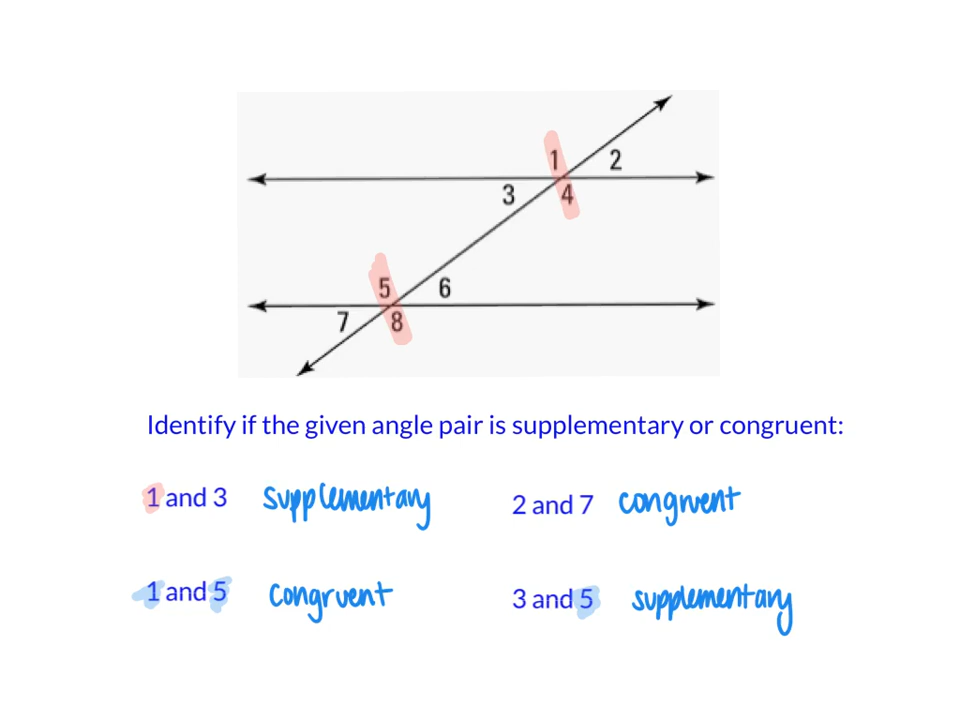 1 2
3 4
5 6
7 8
Identify if the given angle pair is supplementary or congruent:
1 and 3 supplementary 2 and 7 congruent
1 and 5 congruent 3 and 5 supplementary